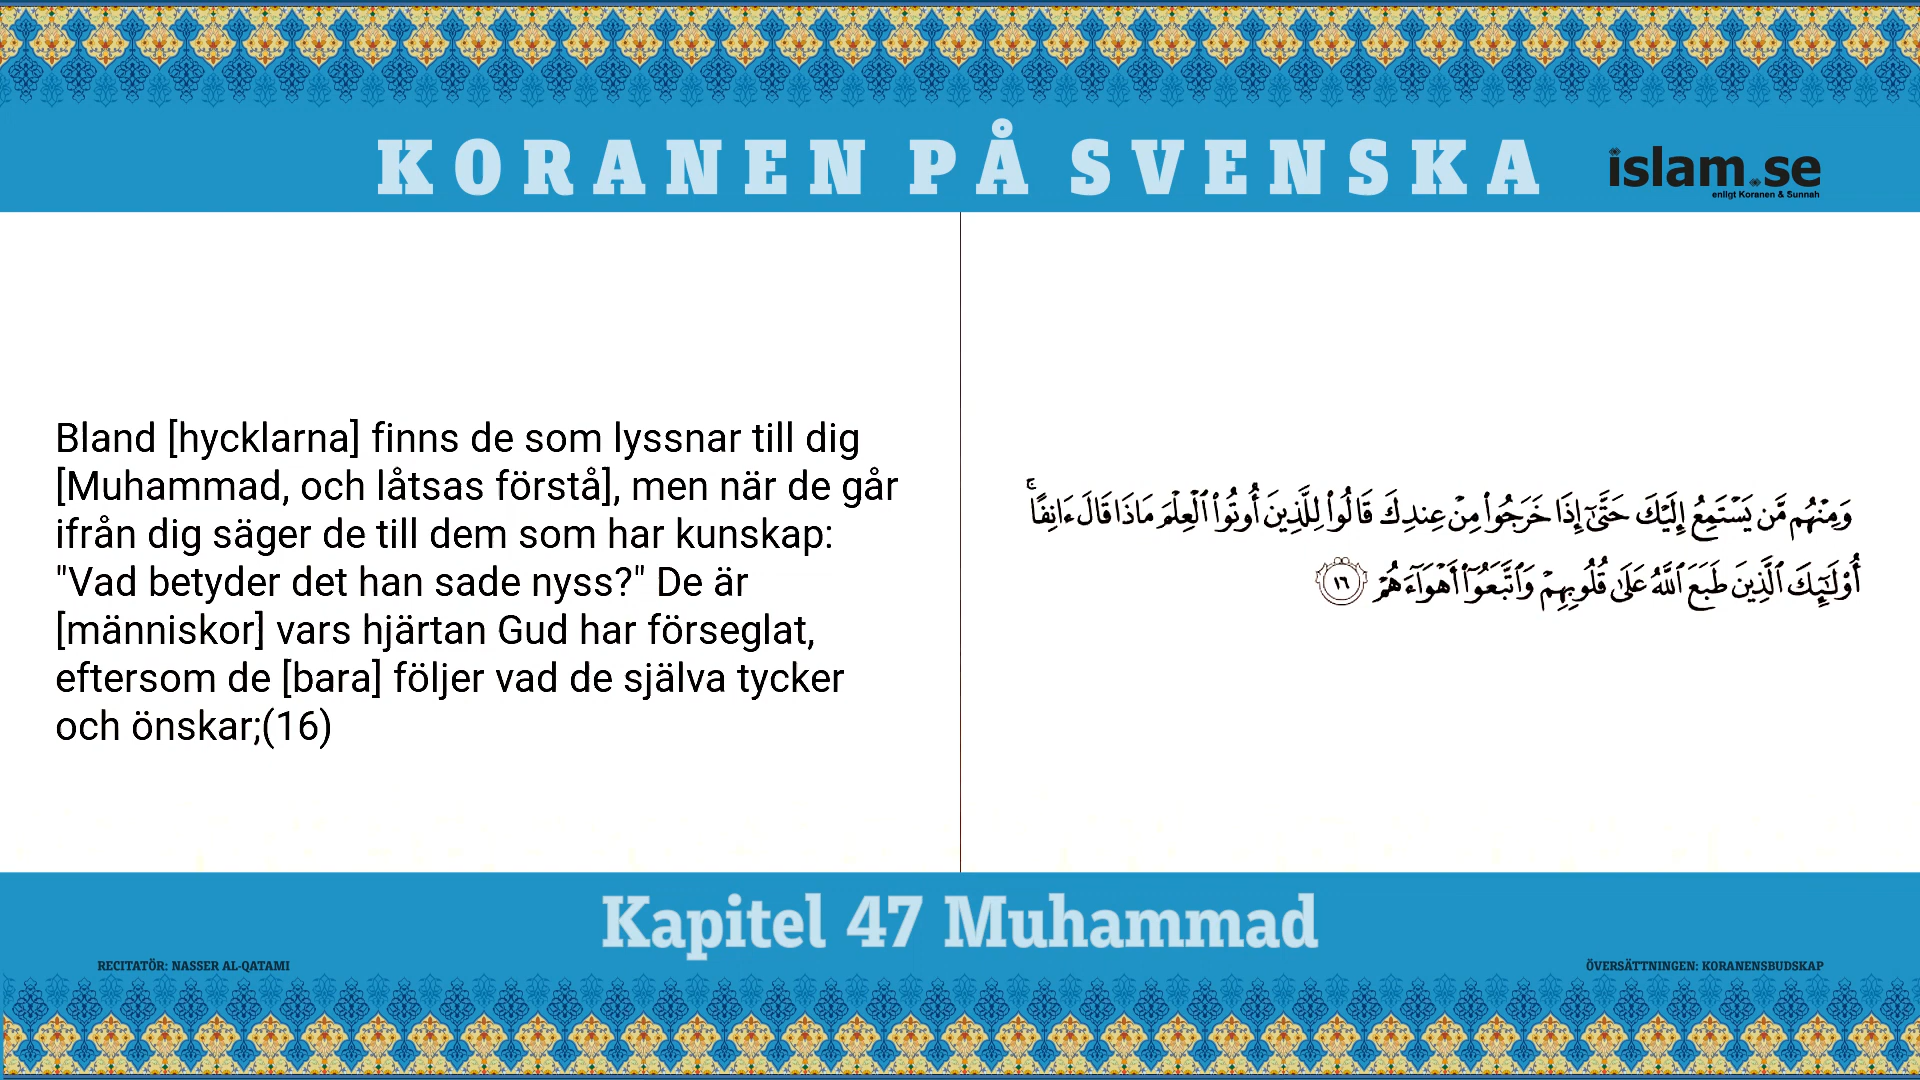 KORANEN PÅ SVENSKA
islam.se
enligt Koranen & Sunnah
Bland [hycklarna] finns de som lyssnar till dig
[Muhammad, och låtsas förstå], men när de går
ifrån dig säger de till dem som har kunskap:
"Vad betyder det han sade nyss?" De är
[människor] vars hjärtan Gud har förseglat,
eftersom de [bara] följer vad de själva tycker
och önskar;(16)
وَمِنْهُم مَّن يَسْتَمِعُ إِلَيْكَ حَتَّىٰٓ إِذَا خَرَجُوا۟ مِنْ عِندِكَ قَالُوا۟ لِلَّذِينَ أُوتُوا۟ ٱلْعِلْمَ مَاذَا قَالَ ءَانِفًا ۚ
أُو۟لَـٰٓئِكَ ٱلَّذِينَ طَبَعَ ٱللَّهُ عَلَىٰ قُلُوبِهِمْ وَٱتَّبَعُوٓا۟ أَهْوَآءَهُمْ ١٦
Kapitel 47 Muhammad
RECITATÖR: NASSER AL-QATAMI
ÖVERSÄTTNINGEN: KORANENSBUDSKAP